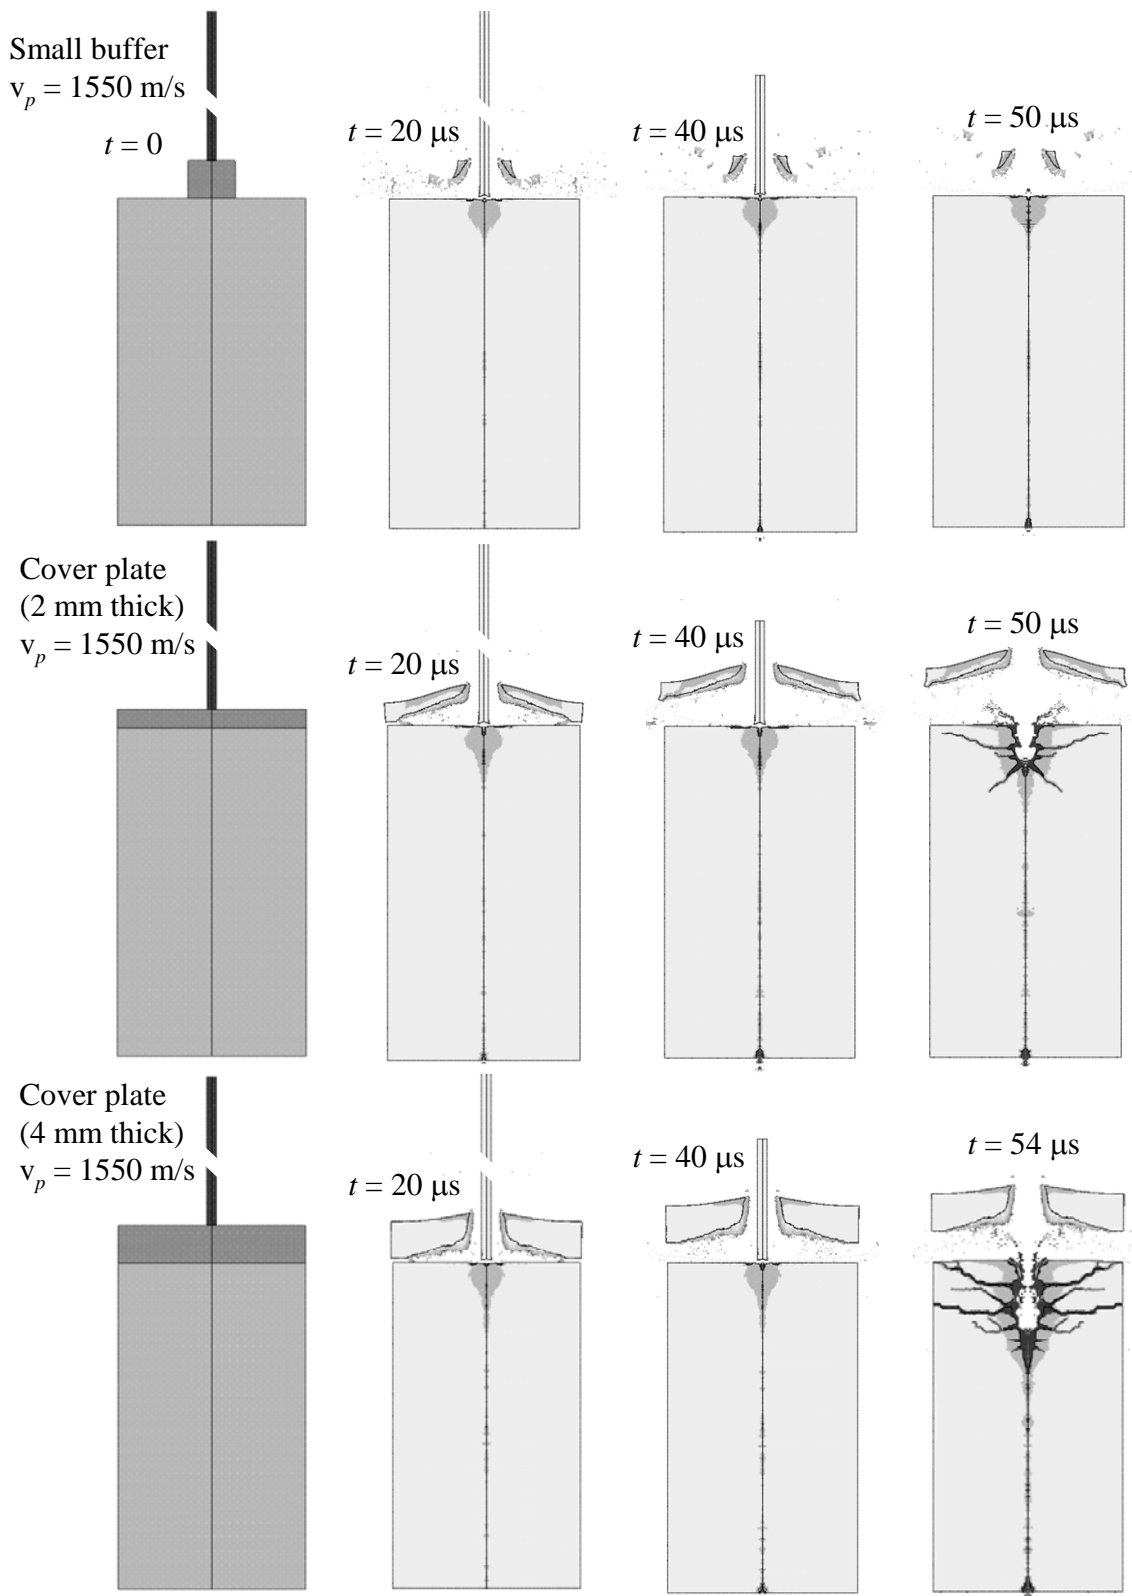 Small buffer
v_p = 1550 m/s
t = 0
t = 20 μs
t = 40 μs
t = 50 μs
Cover plate
(2 mm thick)
v_p = 1550 m/s
t = 20 μs
t = 40 μs
t = 50 μs
Cover plate
(4 mm thick)
v_p = 1550 m/s
t = 20 μs
t = 40 μs
t = 54 μs